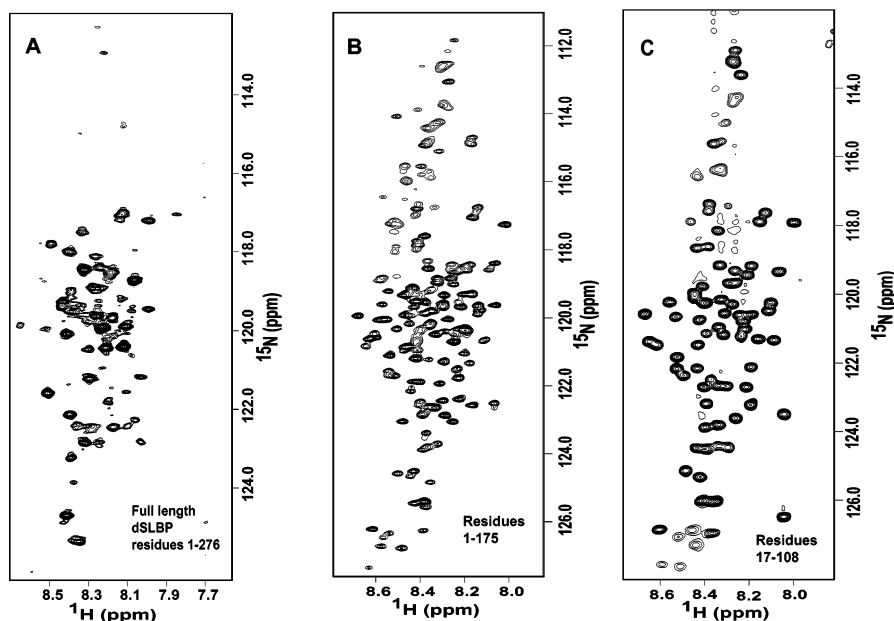 A
114.0
116.0
118.0
120.0
122.0
124.0
15N (ppm)
Full length
dSLBP
residues 1-276
8.5 8.3 8.1 7.9 7.7
1H (ppm)
B
112.0
114.0
116.0
118.0
120.0
122.0
124.0
126.0
15N (ppm)
Residues
1-175
8.6 8.4 8.2 8.0
1H (ppm)
C
114.0
116.0
118.0
120.0
122.0
124.0
126.0
15N (ppm)
Residues
17-108
8.6 8.4 8.2 8.0
1H (ppm)